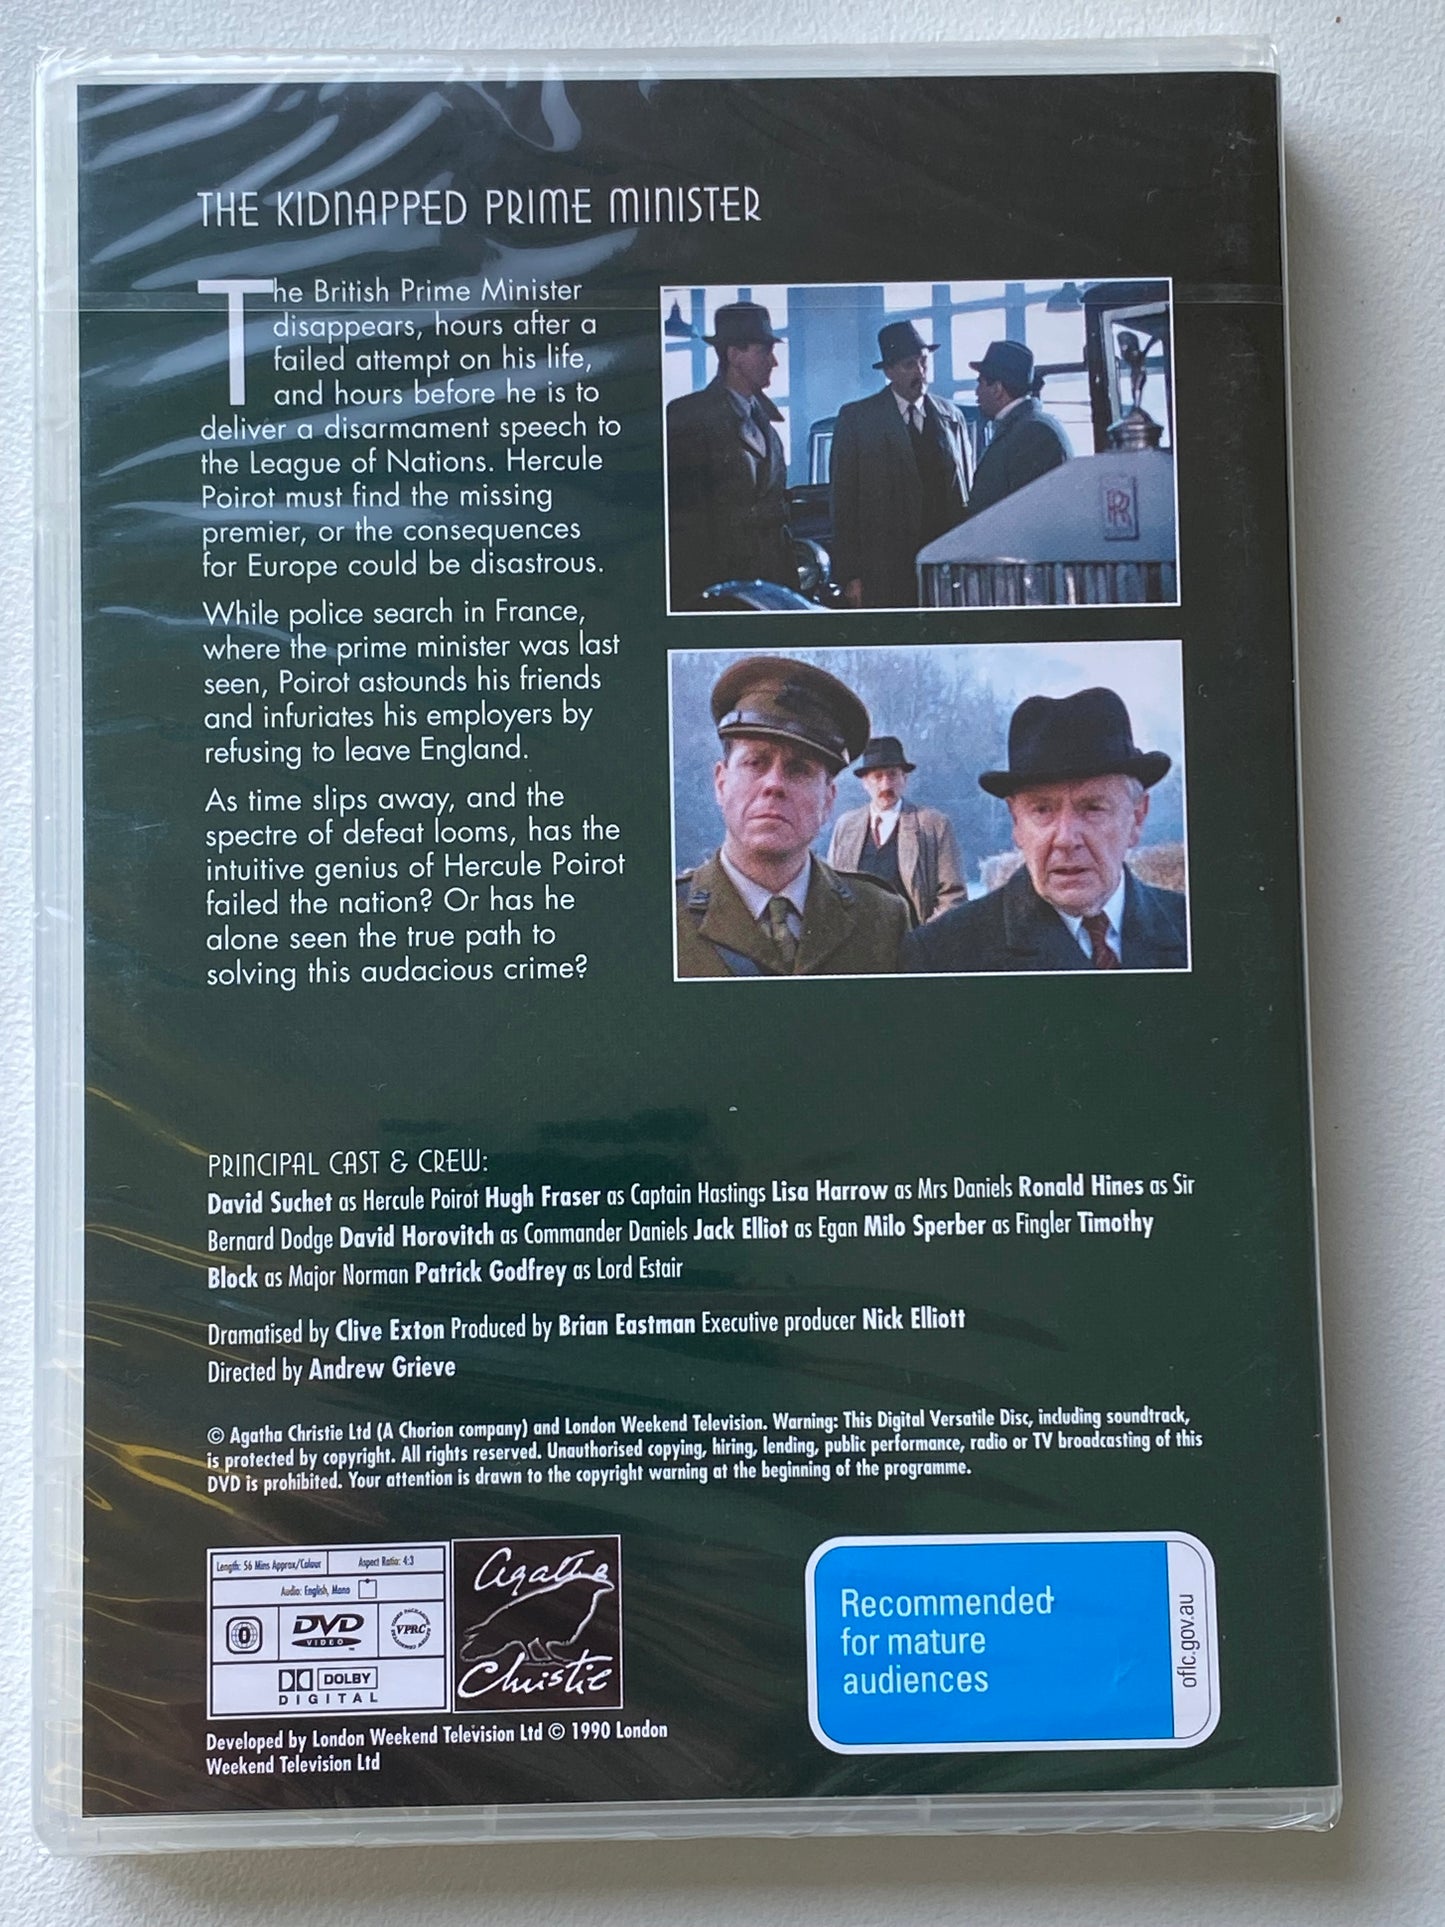 THE KIDNAPPED PRIME MINISTER
The British Prime Minister
disappears, hours after a
failed attempt on his life,
and hours before he is to
deliver a disarmament speech to
the League of Nations. Hercule
Poirot must find the missing
premier, or the consequences
for Europe could be disastrous.
While police search in France,
where the prime minister was last
seen, Poirot astounds his friends
and infuriates his employers by
refusing to leave England.
As time slips away, and the
spectre of defeat looms, has the
intuitive genius of Hercule Poirot
failed the nation? Or has he
alone seen the true path to
solving this audacious crime?
RR
PRINCIPAL CAST & CREW:
David Suchet as Hercule Poirot Hugh Fraser as Captain Hastings Lisa Harrow as Mrs Daniels Ronald Hines as Sir
Bernard Dodge David Horovitch as Commander Daniels Jack Elliot as Egan Milo Sperber as Fingler Timothy
Block as Major Norman Patrick Godfrey as Lord Estair
Dramatised by Clive Exton Produced by Brian Eastman Executive producer Nick Elliott
Directed by Andrew Grieve
© Agatha Christie Ltd (A Chorion company) and London Weekend Television. Warning: This Digital Versatile Disc, including soundtrack,
is protected by copyright. All rights reserved. Unauthorised copying, hiring, lending, public performance, radio or TV broadcasting of this
DVD is prohibited. Your attention is drawn to the copyright warning at the beginning of the programme.
Length: 56 Mins Approx/Colour Aspect Ratio: 4:3
Audio: English, Mono
0 DVD VIDEO VPRC
DOLBY
DIGITAL
Agatha
Christie
Recommended
for mature
audiences
oflc.gov.au
Developed by London Weekend Television Ltd © 1990 London
Weekend Television Ltd